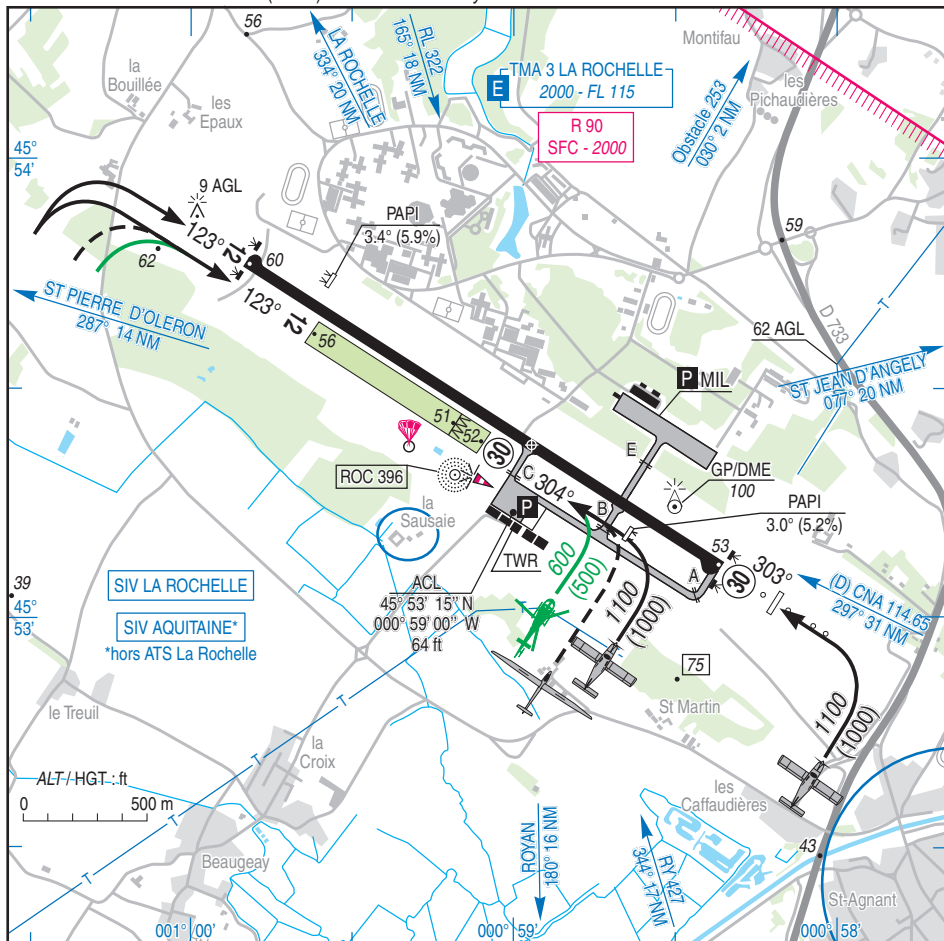 56
la
Bouillée
les
Epaux
LA ROCHELLE
334° 20 NM
RL 322
165° 18 NM
E
TMA 3 LA ROCHELLE
2000 - FL 115
R 90
SFC - 2000
Montifau
les
Pichaudières
Obstacle 253
030° 2 NM
45°
54'
9 AGL
PAPI
3.4° (5.9%)
123°
12
60
62
123°
12
59
ST PIERRE D'OLERON
287° 14 NM
56
62 AGL
D 733
T
ST JEAN D'ANGELY
077° 20 NM
P MIL
51
52
30
E
ROC 396
C
304°
GP/DME
100
la
Sausaie
P
B
PAPI
3.0° (5.2%)
TWR
53
A
30
303°
39
45°
53'
SIV LA ROCHELLE
SIV AQUITAINE*
*hors ATS La Rochelle
ACL
45° 53' 15" N
000° 59' 00" W
64 ft
T
600
(500)
1100
(1000)
(D) CNA 114.65
297° 31 NM
75
St Martin
1100
(1000)
le Treuil
la
Croix
ALT / HGT : ft
0 500 m
T
les
Caffaudières
Beaugeay
T
ROYAN
180° 16 NM
RY 427
344° 17 NM
43
St-Agnant
001° 00'
000° 59'
000° 58'